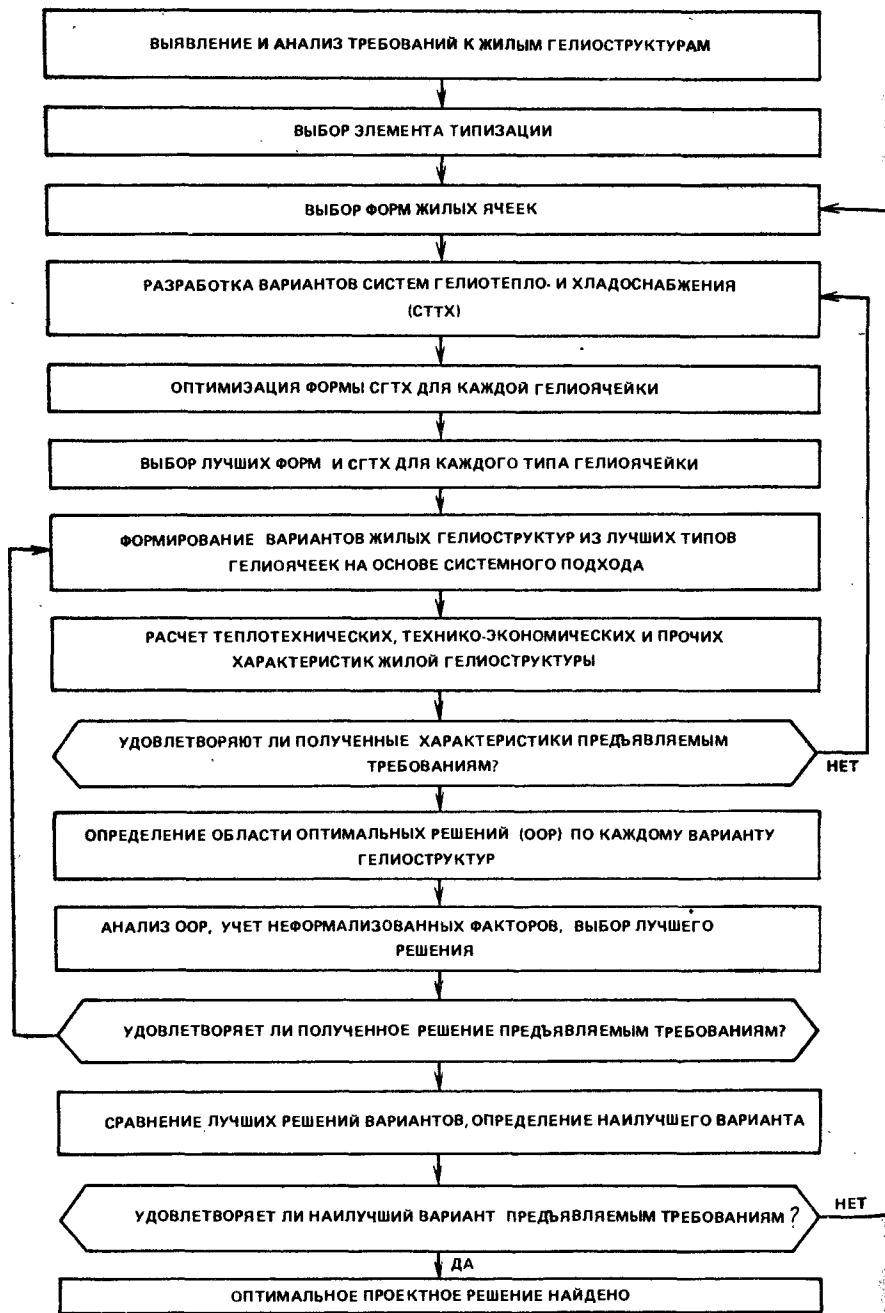 ВЫЯВЛЕНИЕ И АНАЛИЗ ТРЕБОВАНИЙ К ЖИЛЫМ ГЕЛИОСТРУКТУРАМ
ВЫБОР ЭЛЕМЕНТА ТИПИЗАЦИИ
ВЫБОР ФОРМ ЖИЛЫХ ЯЧЕЕК
РАЗРАБОТКА ВАРИАНТОВ СИСТЕМ ГЕЛИОТЕПЛО- И ХЛАДОСНАБЖЕНИЯ
(СТТХ)
ОПТИМИЗАЦИЯ ФОРМЫ СГТХ ДЛЯ КАЖДОЙ ГЕЛИОЯЧЕЙКИ
ВЫБОР ЛУЧШИХ ФОРМ И СГТХ ДЛЯ КАЖДОГО ТИПА ГЕЛИОЯЧЕЙКИ
ФОРМИРОВАНИЕ ВАРИАНТОВ ЖИЛЫХ ГЕЛИОСТРУКТУР ИЗ ЛУЧШИХ ТИПОВ
ГЕЛИОЯЧЕЕК НА ОСНОВЕ СИСТЕМНОГО ПОДХОДА
РАСЧЕТ ТЕПЛОТЕХНИЧЕСКИХ, ТЕХНИКО-ЭКОНОМИЧЕСКИХ И ПРОЧИХ
ХАРАКТЕРИСТИК ЖИЛОЙ ГЕЛИОСТРУКТУРЫ
УДОВЛЕТВОРЯЮТ ЛИ ПОЛУЧЕННЫЕ ХАРАКТЕРИСТИКИ ПРЕДЪЯВЛЯЕМЫМ
ТРЕБОВАНИЯМ?
НЕТ
ОПРЕДЕЛЕНИЕ ОБЛАСТИ ОПТИМАЛЬНЫХ РЕШЕНИЙ (ООР) ПО КАЖДОМУ ВАРИАНТУ
ГЕЛИОСТРУКТУР
АНАЛИЗ ООР, УЧЕТ НЕФОРМАЛИЗОВАННЫХ ФАКТОРОВ, ВЫБОР ЛУЧШЕГО
РЕШЕНИЯ
УДОВЛЕТВОРЯЕТ ЛИ ПОЛУЧЕННОЕ РЕШЕНИЕ ПРЕДЪЯВЛЯЕМЫМ ТРЕБОВАНИЯМ?
СРАВНЕНИЕ ЛУЧШИХ РЕШЕНИЙ ВАРИАНТОВ, ОПРЕДЕЛЕНИЕ НАИЛУЧШЕГО ВАРИАНТА
УДОВЛЕТВОРЯЕТ ЛИ НАИЛУЧШИЙ ВАРИАНТ ПРЕДЪЯВЛЯЕМЫМ ТРЕБОВАНИЯМ?
НЕТ
ДА
ОПТИМАЛЬНОЕ ПРОЕКТНОЕ РЕШЕНИЕ НАЙДЕНО